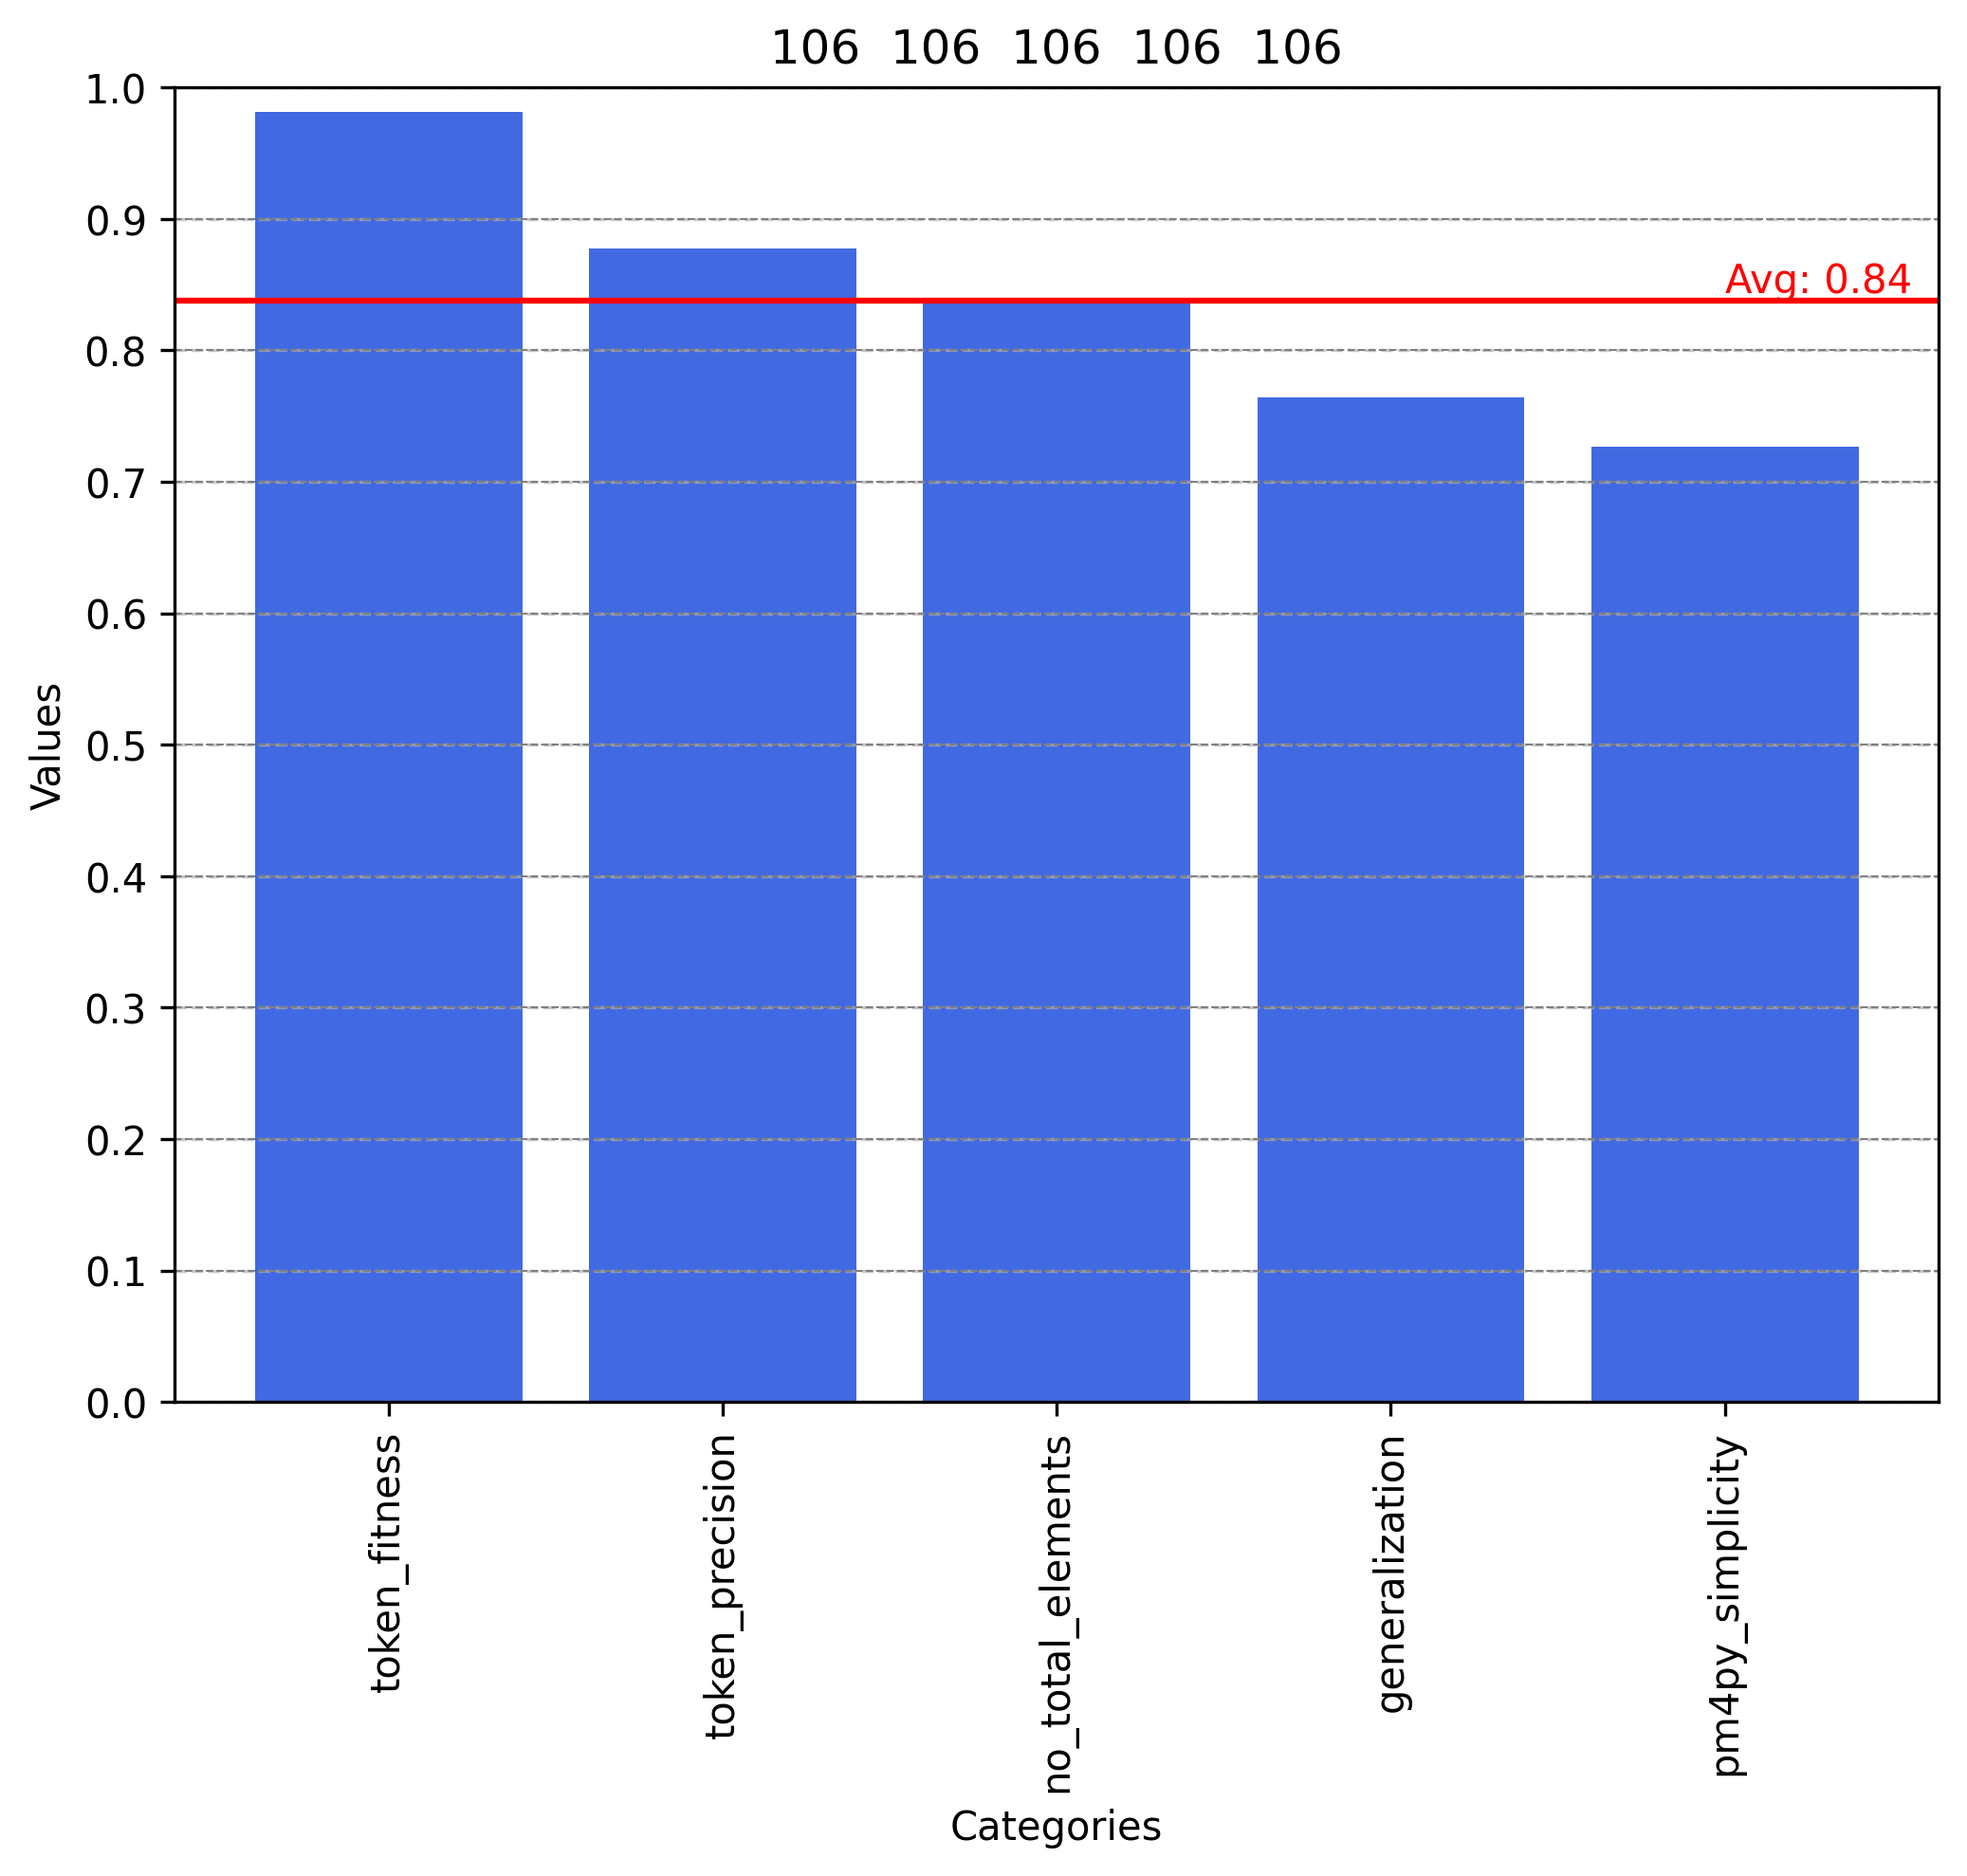 106 106 106 106 106
1.0
0.9
0.8
0.7
0.6
0.5
0.4
0.3
0.2
0.1
0.0
Values
Avg: 0.84
token_fitness
token_precision
no_total_elements
generalization
pm4py_simplicity
Categories